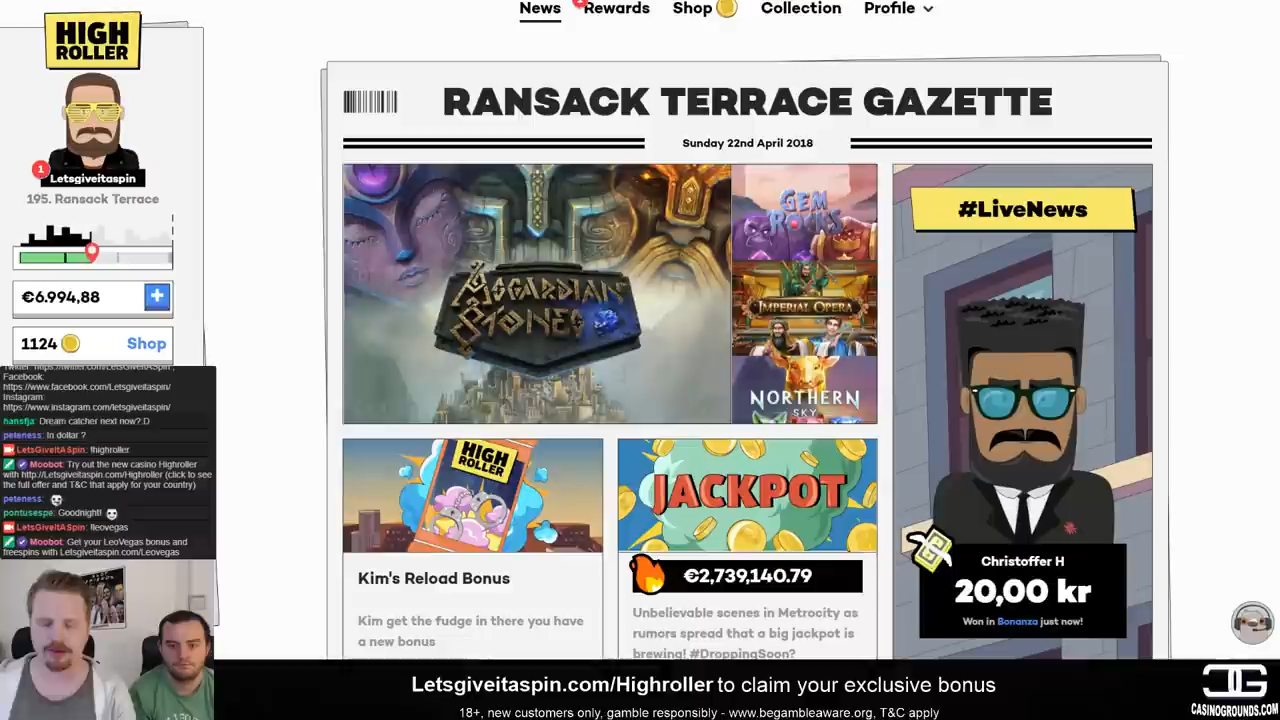 News
Rewards
Shop
Collection
Profile
HIGH
ROLLER
1
Letsgiveitaspin
195. Ransack Terrace
€6.994,88
1124
Shop
RANSACK TERRACE GAZETTE
Sunday 22nd April 2018
ASGARDIAN
STONES
GEM
ROCKS
IMPERIAL OPERA
NORTHERN
SKY
#LiveNews
Christoffer H
20,00 kr
Won in Bonanza just now!
HIGH
ROLLER
Kim's Reload Bonus
Kim get the fudge in there you have
a new bonus
JACKPOT
€2,739,140.79
Unbelievable scenes in Metrocity as
rumors spread that a big jackpot is
brewing! #DroppingSoon?
Twitter: https://twitter.com/LetsgiveitaSpin ;
Facebook:
https://www.facebook.com/Letsgiveitaspin/
Instagram:
https://www.instagram.com/letsgiveitaspin/
hansfja: Dream catcher next now?:D
peteness: In dollar ?
LetsGiveItASpin: !highroller
Moobot: Try out the new casino Highroller
with http://Letsgiveitaspin.com/Highroller (click to see
the full offer and T&C that apply for your country)
peteness:
pontusespe: Goodnight!
LetsGiveItASpin: !leovegas
Moobot: Get your LeoVegas bonus and
freespins with Letsgiveitaspin.com/Leovegas
Letsgiveitaspin.com/Highroller to claim your exclusive bonus
18+, new customers only, gamble responsibly - www.begambleaware.org, T&C apply
CASINOGROUNDS.COM